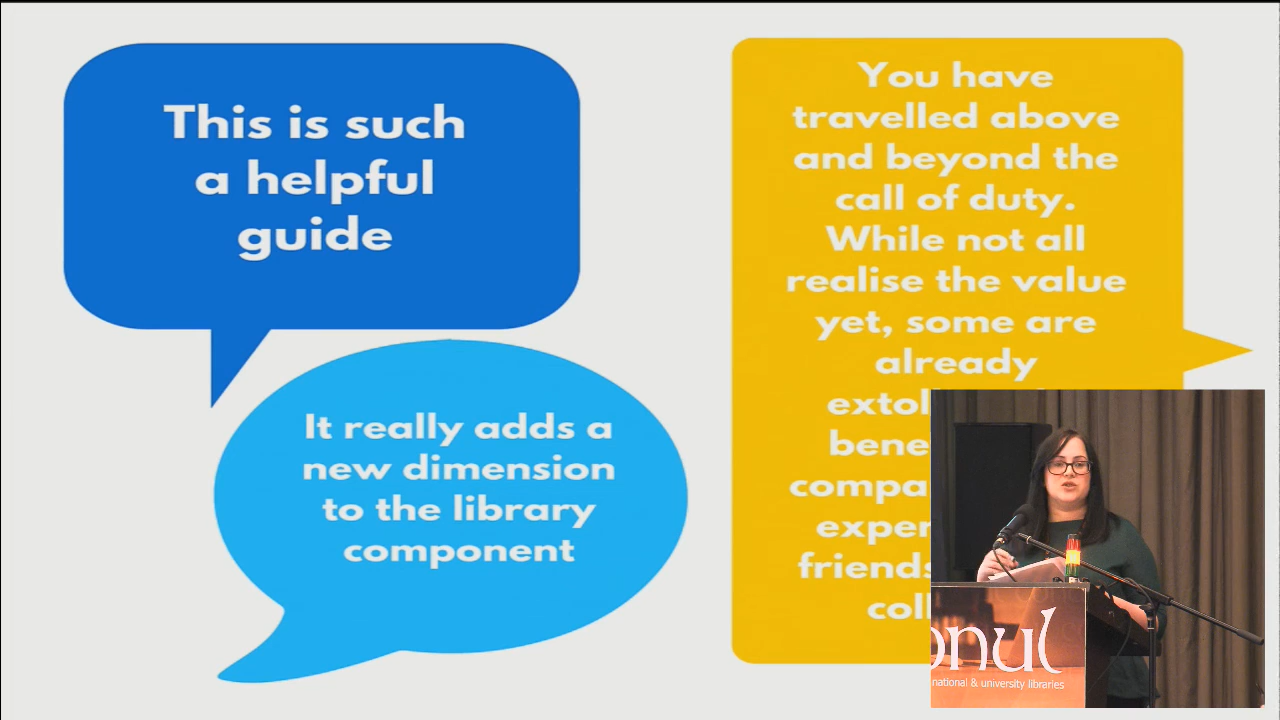 This is such
a helpful
guide
It really adds a
new dimension
to the library
component
You have
travelled above
and beyond the
call of duty.
While not all
realise the value
yet, some are
already
national & university libraries